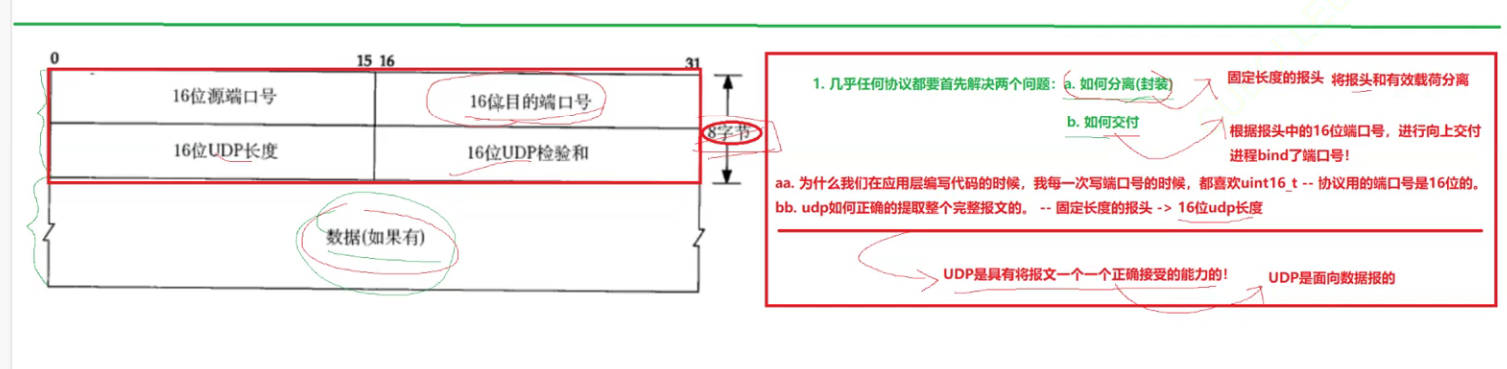 0 15 16 31
16位源端口号 16位目的端口号
8字节
16位UDP长度 16位UDP检验和
数据(如果有)
1. 几乎任何协议都要首先解决两个问题: a. 如何分离(封装) 固定长度的报头 将报头和有效载荷分离
b. 如何交付 根据报头中的16位端口号,进行向上交付
进程bind了端口号!
aa. 为什么我们在应用层编写代码的时候,我每一次写端口号的时候,都喜欢uint16_t -- 协议用的端口号是16位的。
bb. udp如何正确的提取整个完整报文的。 -- 固定长度的报头 -> 16位udp长度
UDP是具有将报文一个一个正确接受的能力的! UDP是面向数据报的